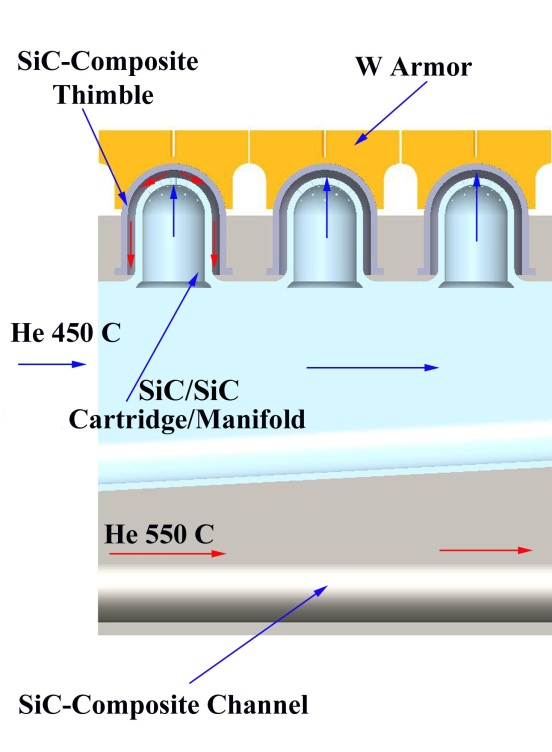 SiC-Composite
Thimble
W Armor
He 450 C
SiC/SiC
Cartridge/Manifold
He 550 C
SiC-Composite Channel